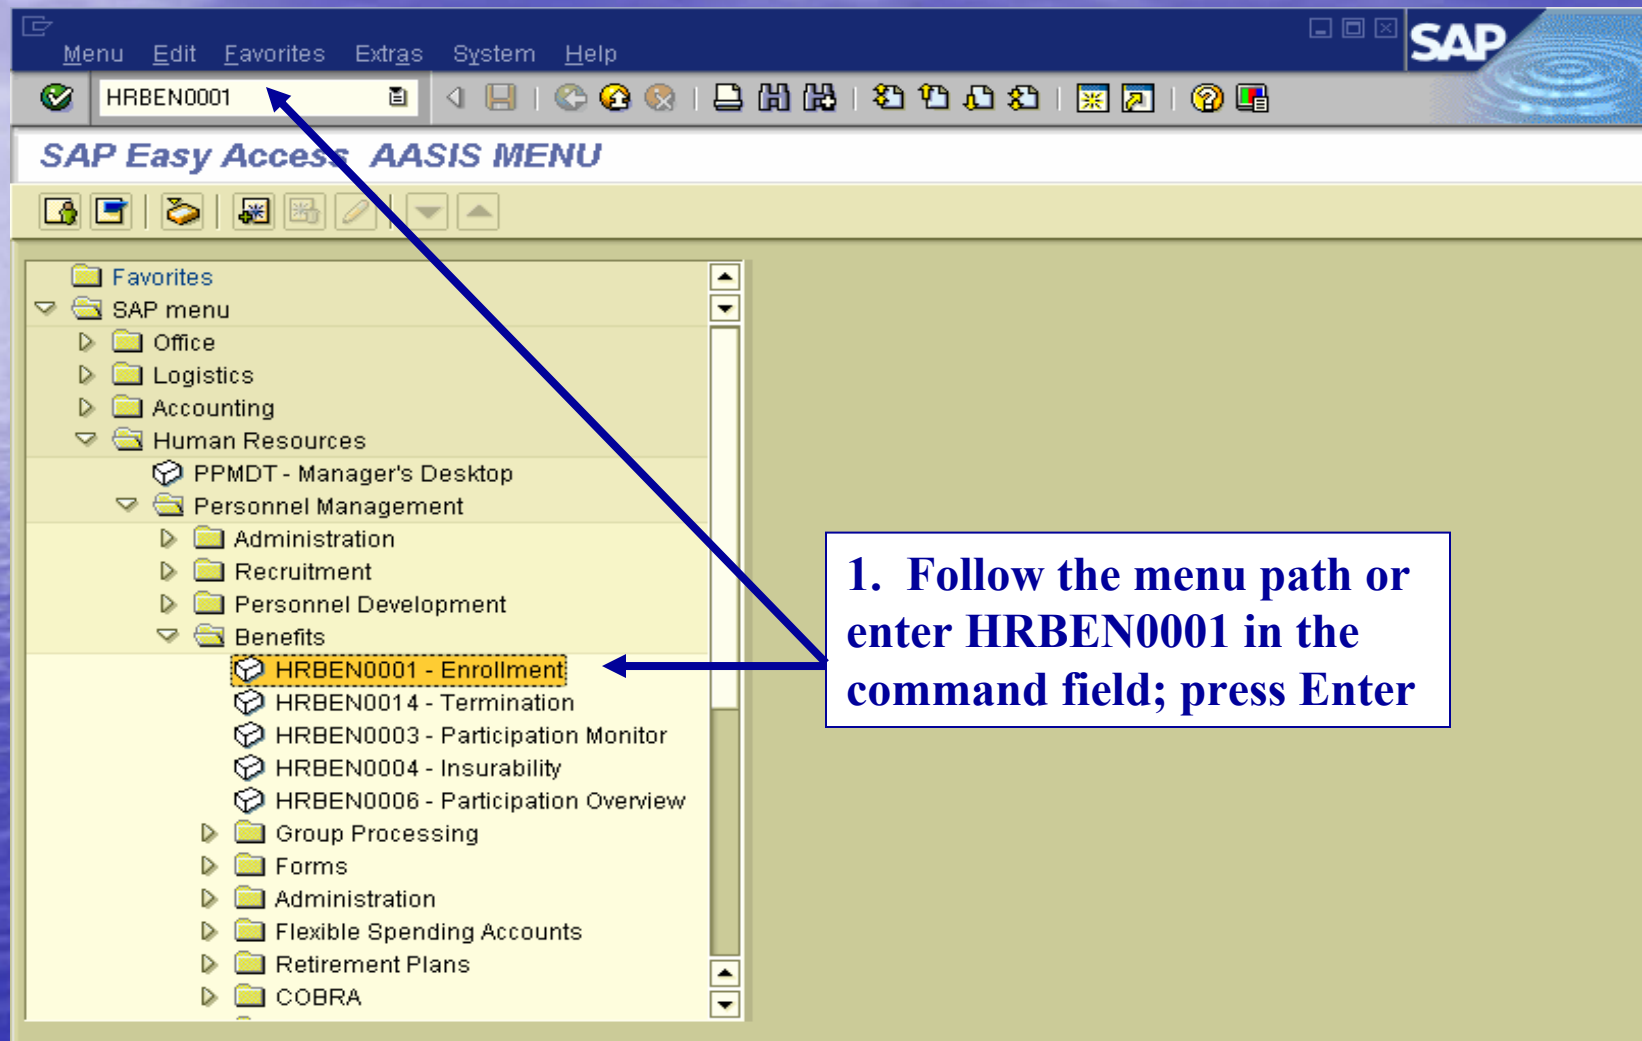 Menu Edit Favorites Extras System Help
SAP
HRBEN0001
SAP Easy Access AASIS MENU
Favorites
SAP menu
Office
Logistics
Accounting
Human Resources
PPMDT - Manager's Desktop
Personnel Management
Administration
Recruitment
Personnel Development
Benefits
HRBEN0001 - Enrollment
HRBEN0014 - Termination
HRBEN0003 - Participation Monitor
HRBEN0004 - Insurability
HRBEN0006 - Participation Overview
Group Processing
Forms
Administration
Flexible Spending Accounts
Retirement Plans
COBRA
1. Follow the menu path or
enter HRBEN0001 in the
command field; press Enter